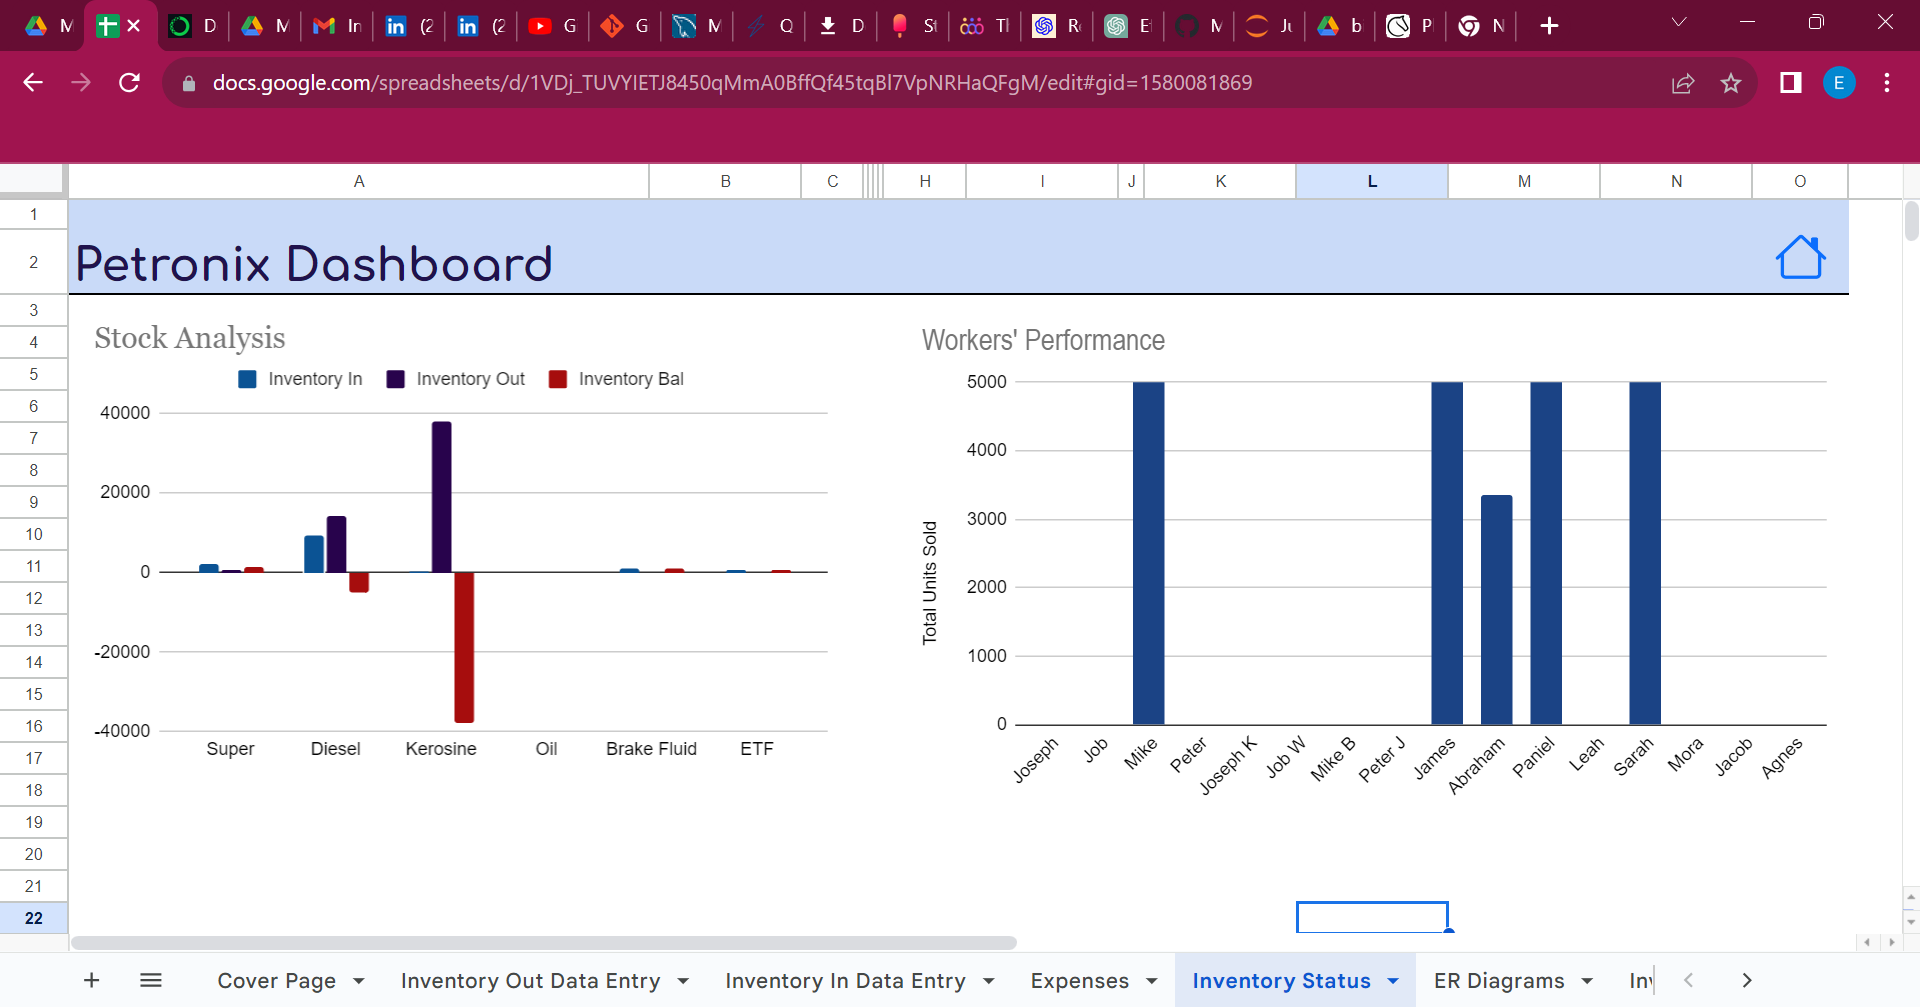 M D M In (2 (2 G G M Q D St Tl R E M Ju b P N
docs.google.com/spreadsheets/d/1VDj_TUVYIETJ8450qMmA0BffQf45tqBl7VpNRHaQFgM/edit#gid=1580081869
E
A B C H I J K L M N O
1
2
Petronix Dashboard
3
4
5
6
7
8
9
10
11
12
13
14
15
16
17
18
19
20
21
22
Stock Analysis
Inventory In Inventory Out Inventory Bal
40000
20000
0
-20000
-40000
Super Diesel Kerosine Oil Brake Fluid ETF
Workers' Performance
Total Units Sold
5000
4000
3000
2000
1000
0
Joseph Job Mike Peter Joseph K Job W Mike B Peter J James Abraham Paniel Leah Sarah Mora Jacob Agnes
Cover Page Inventory Out Data Entry Inventory In Data Entry Expenses Inventory Status ER Diagrams